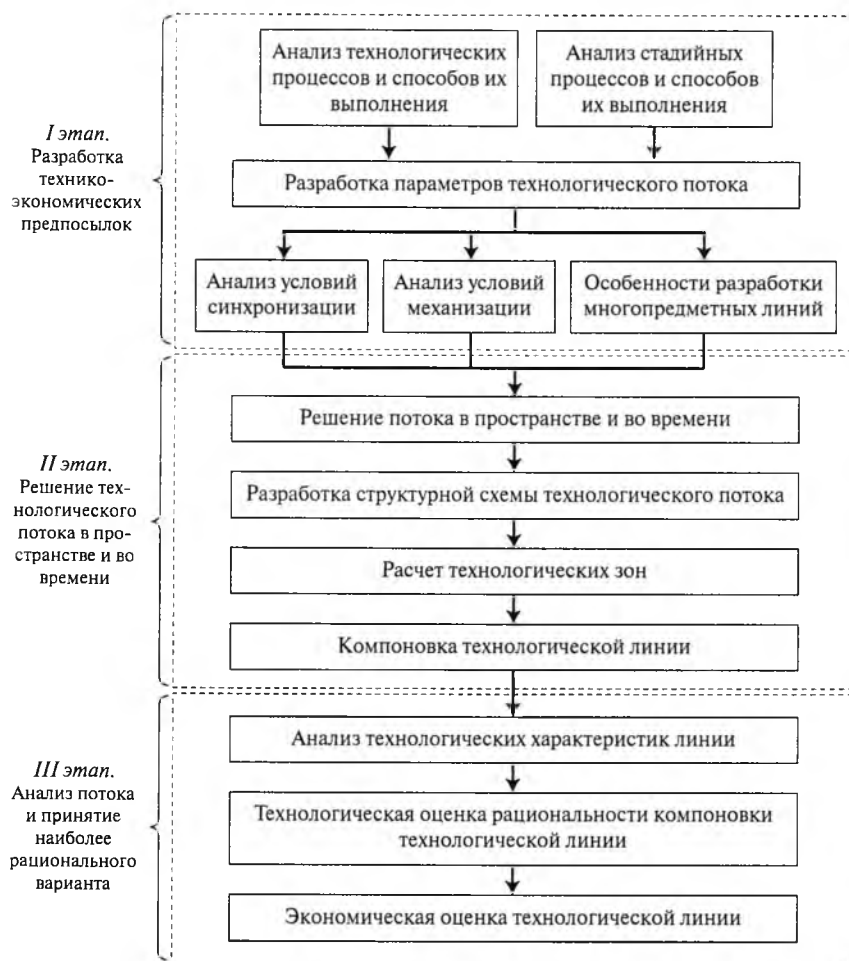 I этап.
Разработка
технико-
экономических
предпосылок
Анализ технологических
процессов и способов их
выполнения
Анализ стадийных
процессов и способов
их выполнения
Разработка параметров технологического потока
Анализ условий
синхронизации
Анализ условий
механизации
Особенности разработки
многопредметных линий
II этап.
Решение тех-
нологического
потока в про-
странстве и во
времени
Решение потока в пространстве и во времени
Разработка структурной схемы технологического потока
Расчет технологических зон
Компоновка технологической линии
III этап.
Анализ потока
и принятие
наиболее
рационального
варианта
Анализ технологических характеристик линии
Технологическая оценка рациональности компоновки
технологической линии
Экономическая оценка технологической линии